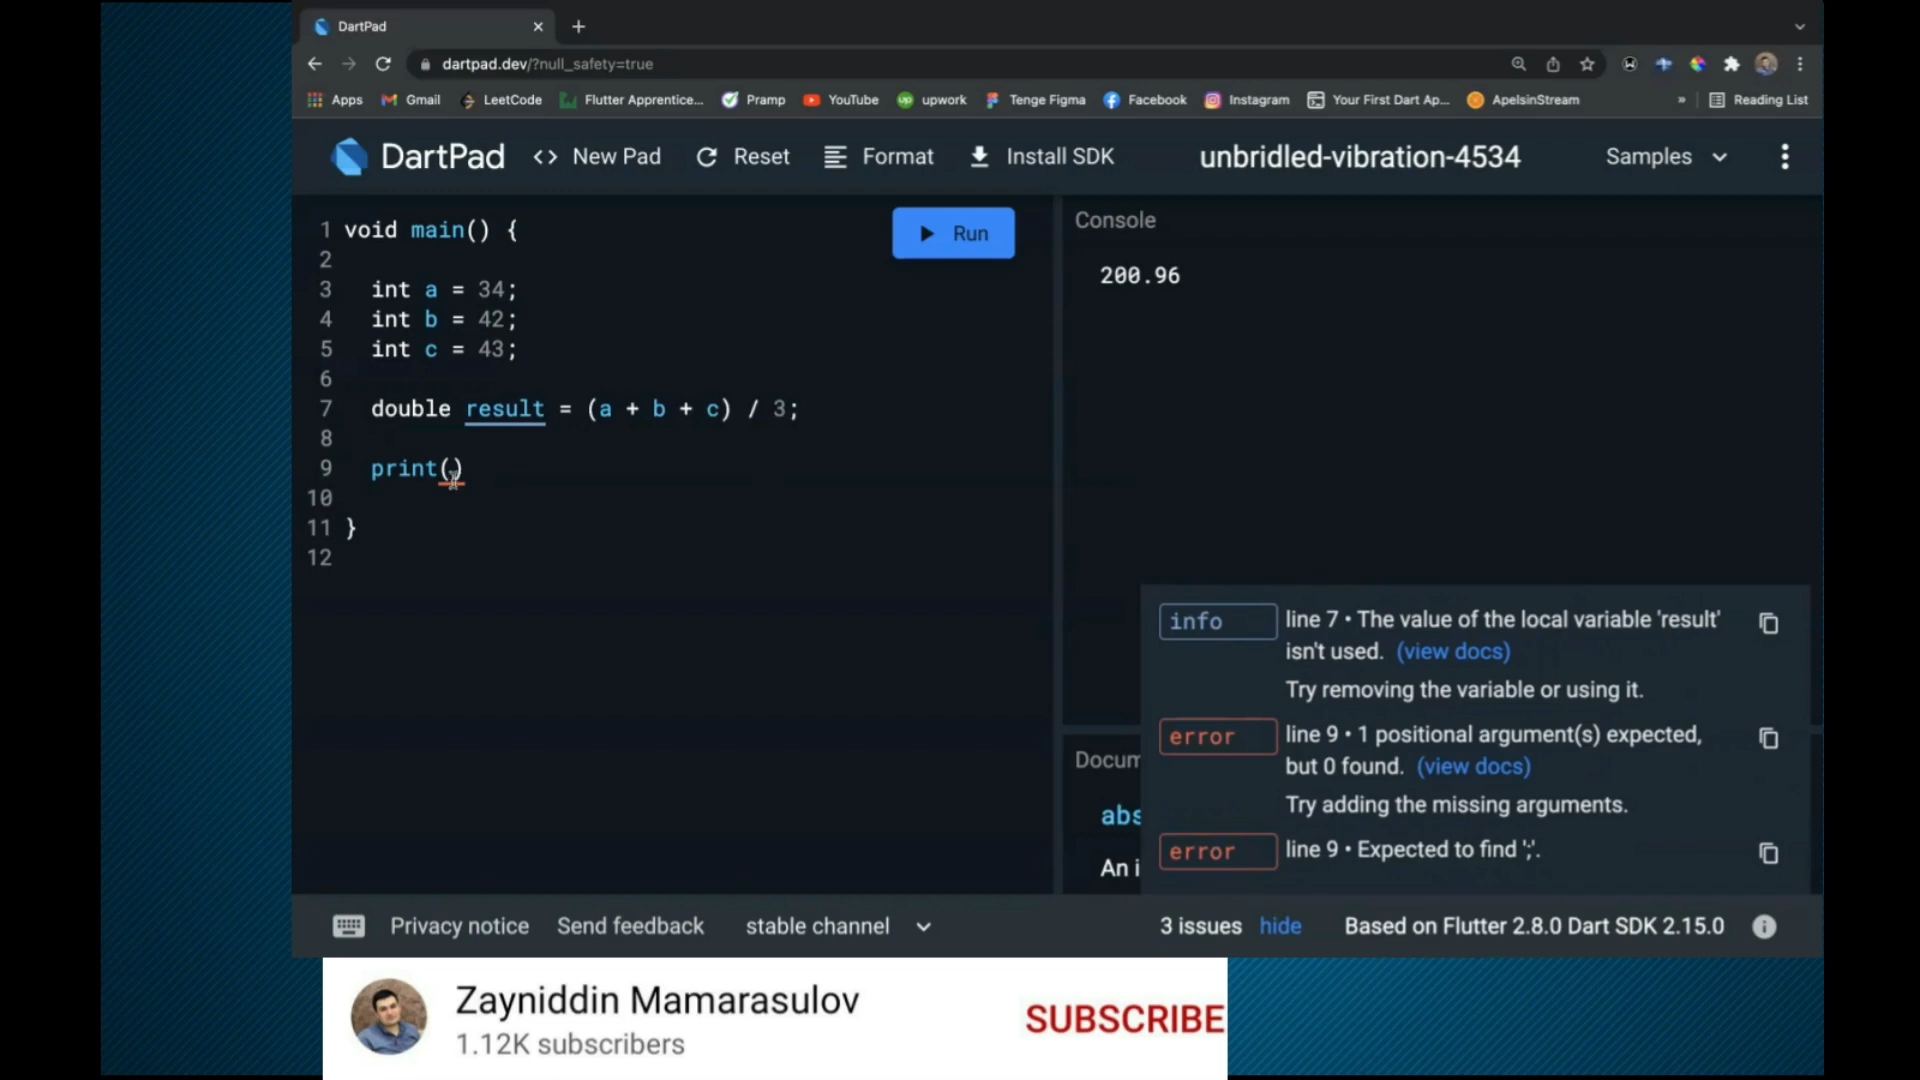 DartPad
dartpad.dev/?null_safety=true
Apps Gmail LeetCode Flutter Apprentice... Pramp YouTube upwork Tenge Figma Facebook Instagram Your First Dart Ap... ApelsinStream » Reading List
DartPad <> New Pad Reset Format Install SDK unbridled-vibration-4534 Samples
1 void main() {
Run
Console
2
200.96
3 int a = 34;
4 int b = 42;
5 int c = 43;
6
7 double result = (a + b + c) / 3;
8
9 print()
10
11 }
12
info line 7 • The value of the local variable 'result'
isn't used. (view docs)
Try removing the variable or using it.
error line 9 • 1 positional argument(s) expected,
but 0 found. (view docs)
Try adding the missing arguments.
error line 9 • Expected to find ';'.
Docum
abs
An i
Privacy notice Send feedback stable channel 3 issues hide Based on Flutter 2.8.0 Dart SDK 2.15.0
Zayniddin Mamarasulov
1.12K subscribers
SUBSCRIBE